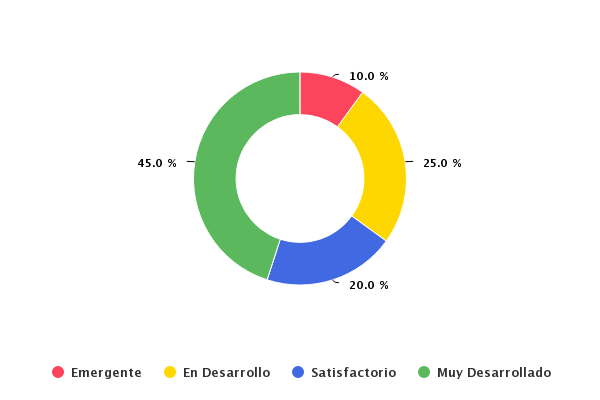 10.0 %
45.0 %
25.0 %
20.0 %
Emergente
En Desarrollo
Satisfactorio
Muy Desarrollado